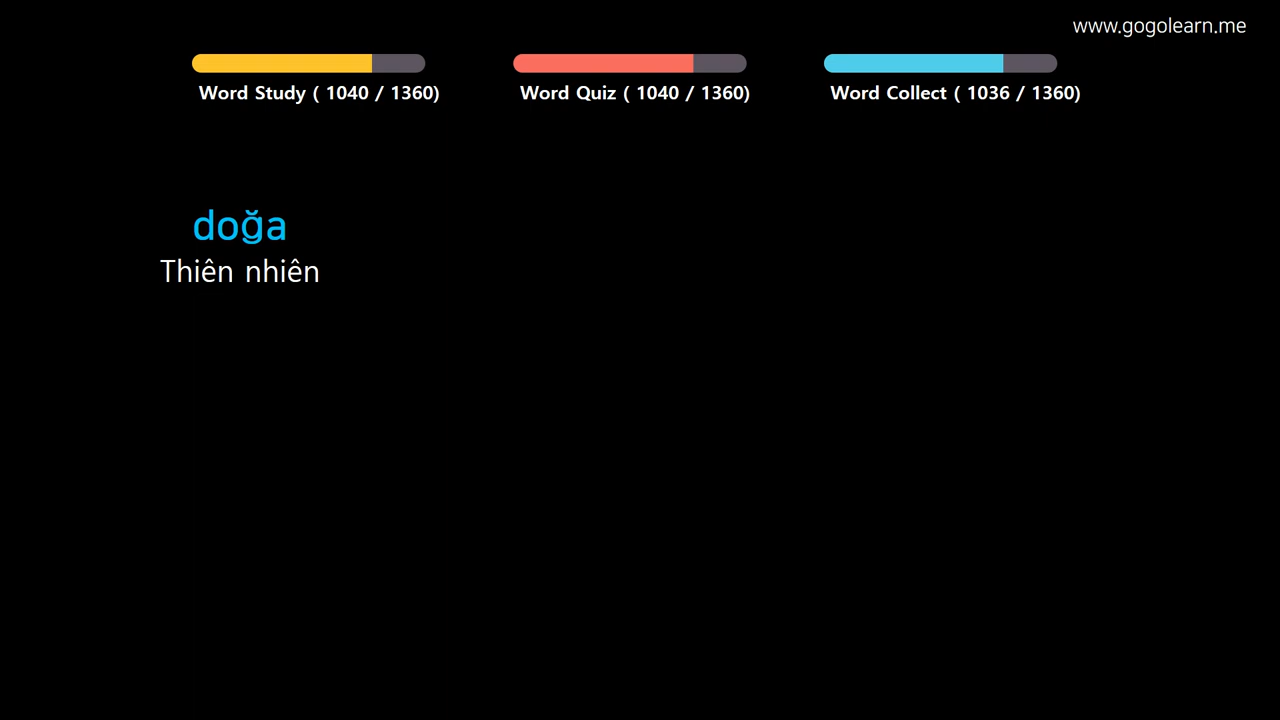 www.gogolearn.me
Word Study ( 1040 / 1360)
Word Quiz ( 1040 / 1360)
Word Collect ( 1036 / 1360)
doğa
Thiên nhiên